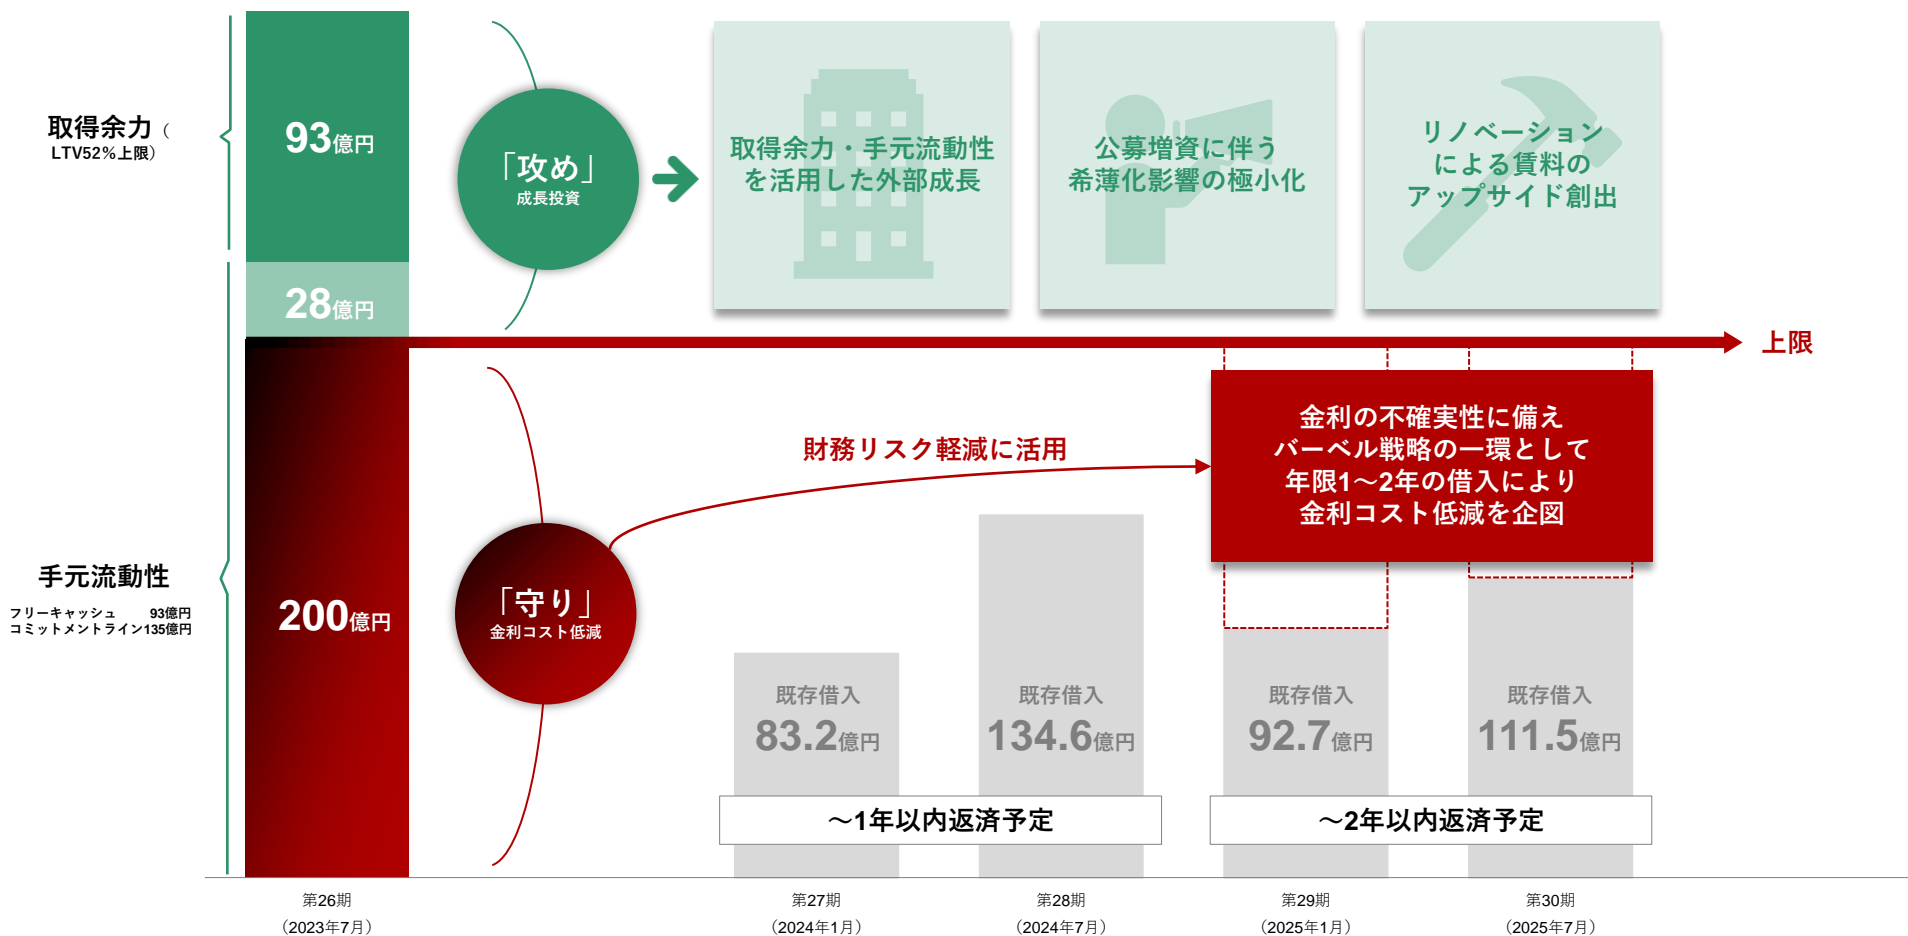 取得余力（
LTV52%上限）
93億円
28億円
「攻め」
成長投資
取得余力・手元流動性
を活用した外部成長
公募増資に伴う
希薄化影響の極小化
リノベーション
による賃料の
アップサイド創出
上限
手元流動性
フリーキャッシュ 93億円
コミットメントライン135億円
200億円
「守り」
金利コスト低減
財務リスク軽減に活用
金利の不確実性に備え
バーベル戦略の一環として
年限1～2年の借入により
金利コスト低減を企図
既存借入
83.2億円
既存借入
134.6億円
既存借入
92.7億円
既存借入
111.5億円
～1年以内返済予定
～2年以内返済予定
第26期
（2023年7月）
第27期
（2024年1月）
第28期
（2024年7月）
第29期
（2025年1月）
第30期
（2025年7月）